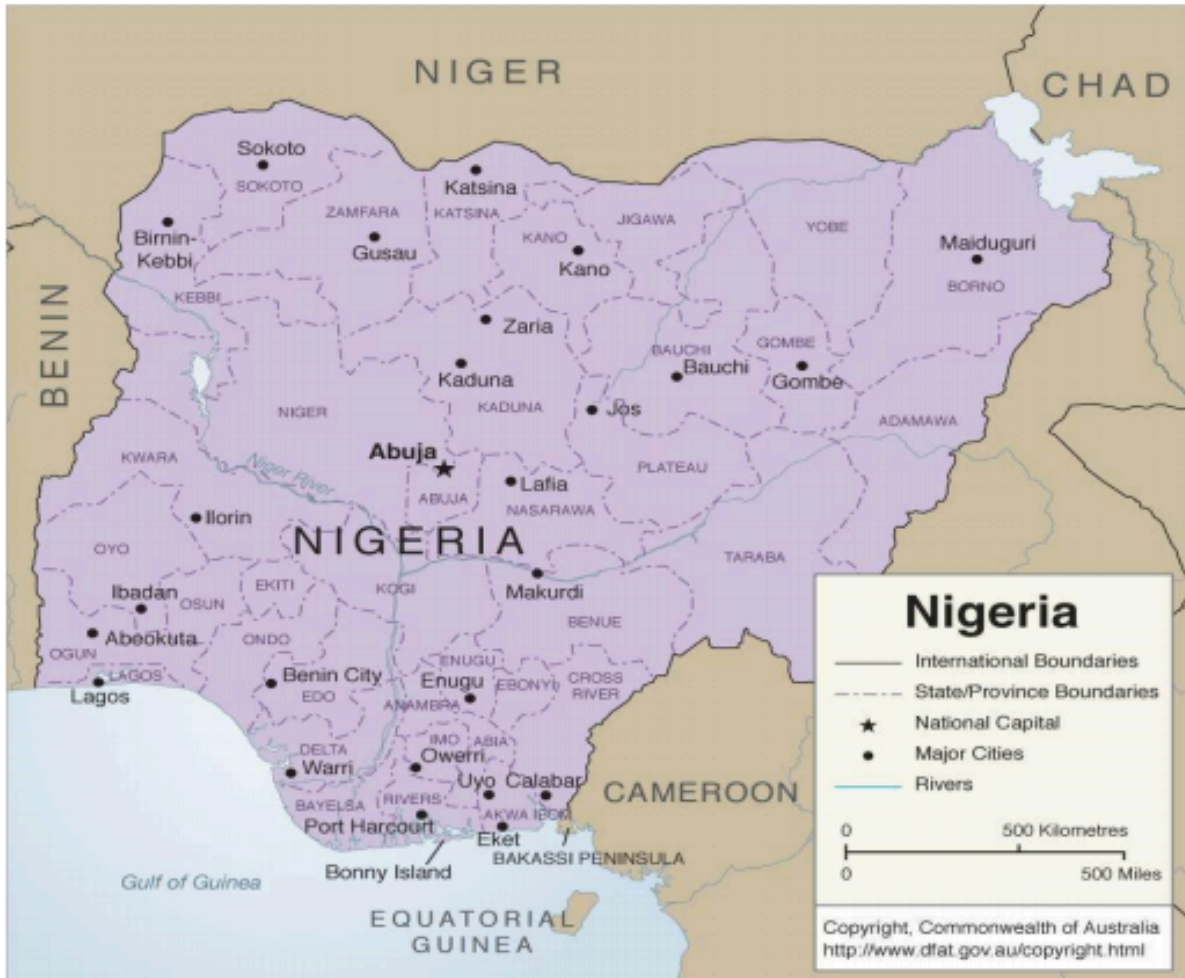 NIGER
CHAD
BENIN
Sokoto
SOKOTO
Katsina
KATSINA
ZAMFARA
Gusau
Birnin-
Kebbi
KEBBI
KANO
Kano
JIGAWA
YOBE
Maiduguri
BORNO
Zaria
Kaduna
KADUNA
BAUCHI
Bauchi
GOMBE
Gombe
NIGER
Jos
ADAMAWA
KWARA
Abuja
ABUJA
PLATEAU
Niger River
Lafia
NASARAWA
Ilorin
NIGERIA
OYO
TARABA
EKITI
KOGI
Makurdi
Ibadan
OSUN
BENUE
Abeokuta
OGUN
ONDO
LAGOS
Lagos
Benin City
EDO
ENUGU
Enugu
EBONYI
CROSS
RIVER
ANAMBRA
DELTA
Warri
IMO
ABIA
Owerri
Uyo
Calabar
BAYELSA
RIVERS
AKWA IBOM
Port Harcourt
Eket
Bonny Island
BAKASSI PENINSULA
CAMEROON
Gulf of Guinea
EQUATORIAL
GUINEA
Nigeria
International Boundaries
State/Province Boundaries
National Capital
Major Cities
Rivers
0 500 Kilometres
0 500 Miles
Copyright, Commonwealth of Australia
http://www.dfat.gov.au/copyright.html